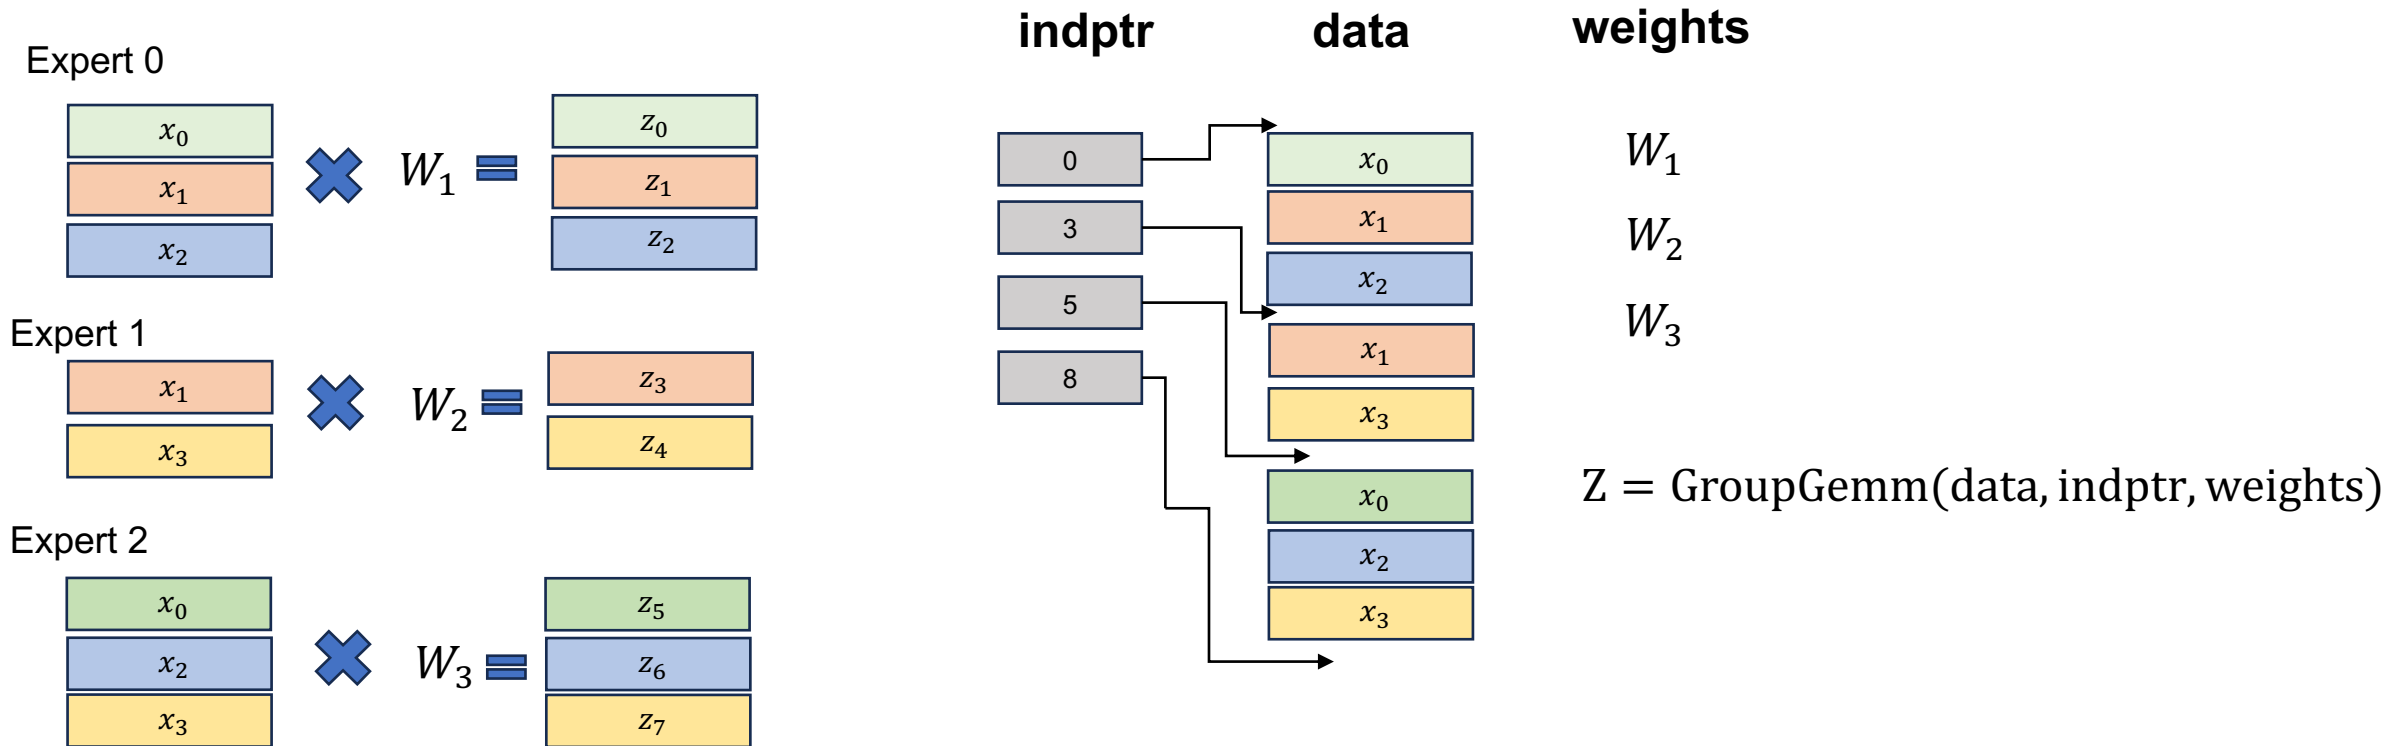 Expert 0
x₀
x₁
x₂
W₁
z₀
z₁
z₂
Expert 1
x₁
x₃
W₂
z₃
z₄
Expert 2
x₀
x₂
x₃
W₃
z₅
z₆
z₇
indptr
0
3
5
8
data
x₀
x₁
x₂
x₁
x₃
x₀
x₂
x₃
weights
W₁
W₂
W₃
Z = GroupGemm(data, indptr, weights)